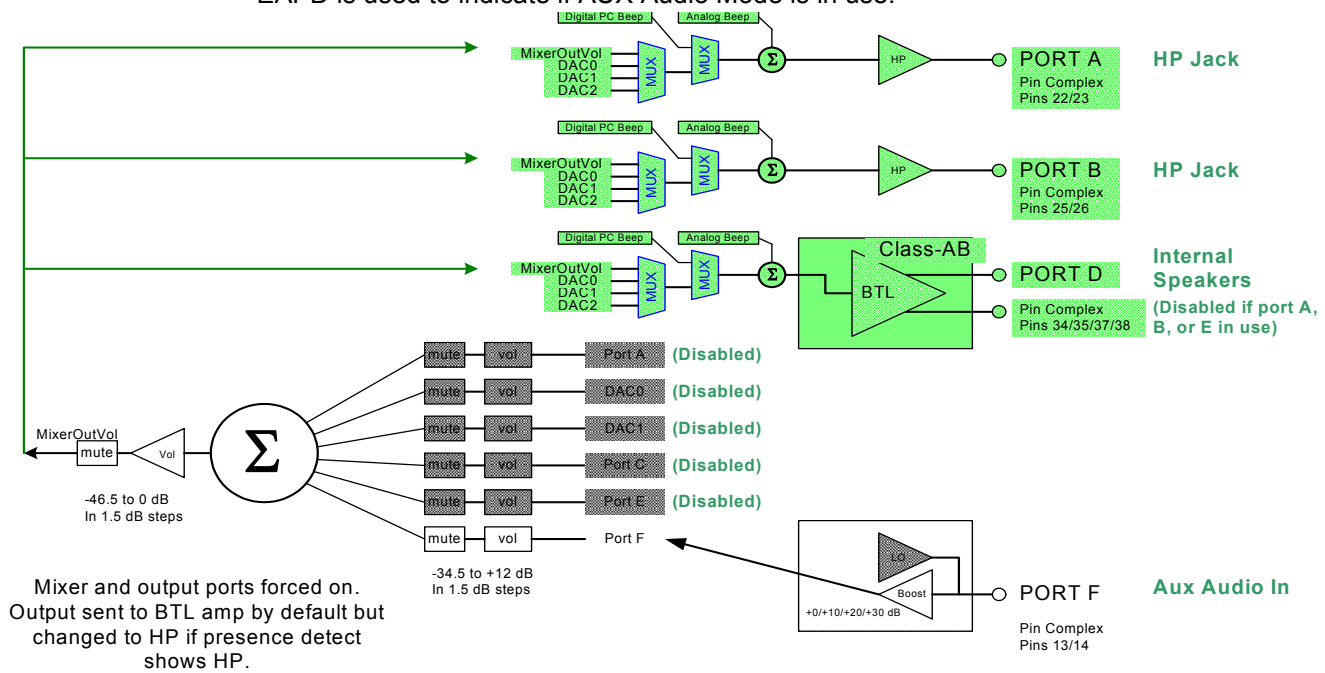 EAPD is used to indicate if AUX Audio Mode is in use.
Digital PC Beep
Analog Beep
MixerOutVol
DAC0
DAC1
DAC2
MUX
MUX
Σ
HP
PORT A
Pin Complex
Pins 22/23
HP Jack
Digital PC Beep
Analog Beep
MixerOutVol
DAC0
DAC1
DAC2
MUX
MUX
Σ
HP
PORT B
Pin Complex
Pins 25/26
HP Jack
Digital PC Beep
Analog Beep
MixerOutVol
DAC0
DAC1
DAC2
MUX
MUX
Σ
Class-AB
BTL
PORT D
Pin Complex
Pins 34/35/37/38
Internal
Speakers
(Disabled if port A,
B, or E in use)
mute vol Port A (Disabled)
mute vol DAC0 (Disabled)
mute vol DAC1 (Disabled)
mute vol Port C (Disabled)
mute vol Port E (Disabled)
mute vol Port F
MixerOutVol
mute
Vol
Σ
-46.5 to 0 dB
In 1.5 dB steps
-34.5 to +12 dB
In 1.5 dB steps
LO
Boost
+0/+10/+20/+30 dB
PORT F
Pin Complex
Pins 13/14
Aux Audio In
Mixer and output ports forced on.
Output sent to BTL amp by default but
changed to HP if presence detect
shows HP.